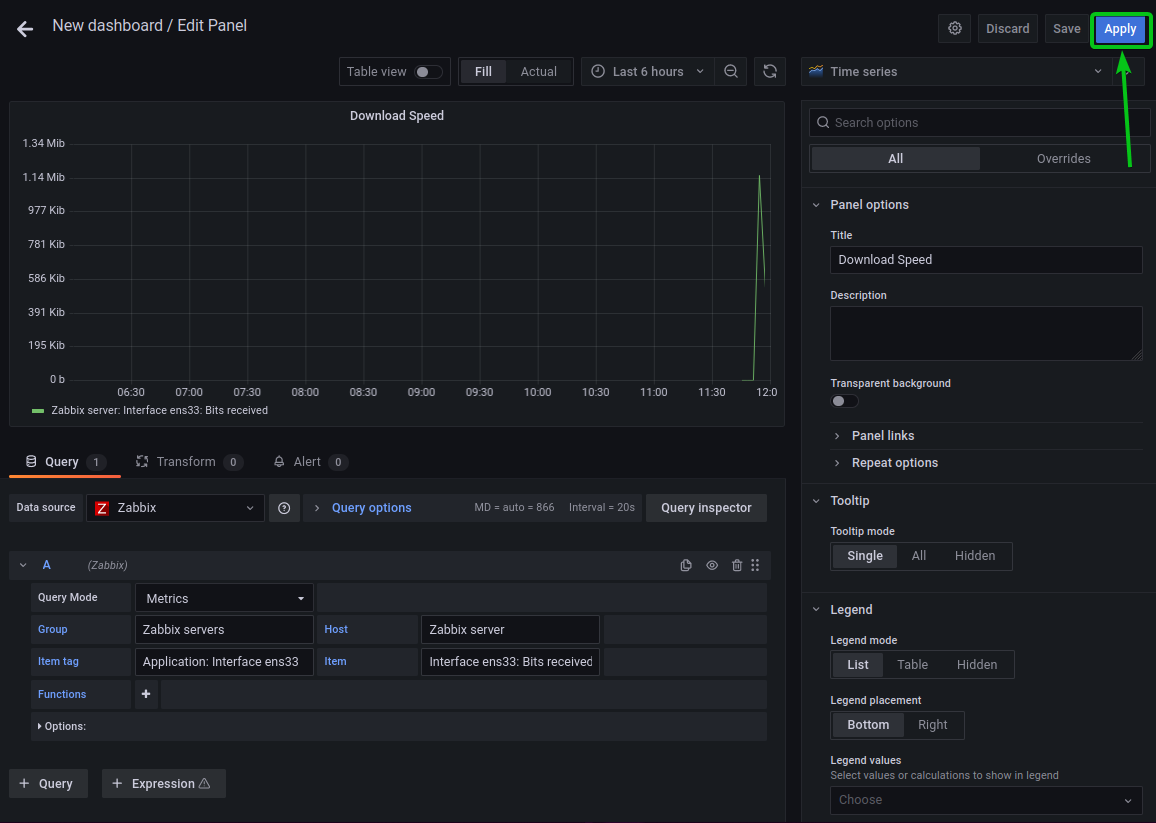 New dashboard / Edit Panel
Discard
Save
Apply
Table view
Fill
Actual
Last 6 hours
Time series
Download Speed
1.34 Mib
1.14 Mib
977 Kib
781 Kib
586 Kib
391 Kib
195 Kib
0 b
06:30 07:00 07:30 08:00 08:30 09:00 09:30 10:00 10:30 11:00 11:30 12:0
Zabbix server: Interface ens33: Bits received
Search options
All
Overrides
Panel options
Title
Download Speed
Description
Transparent background
Panel links
Repeat options
Tooltip
Tooltip mode
Single All Hidden
Legend
Legend mode
List Table Hidden
Legend placement
Bottom Right
Legend values
Select values or calculations to show in legend
Choose
Query 1
Transform 0
Alert 0
Data source
Z Zabbix
Query options
MD = auto = 866
Interval = 20s
Query inspector
A (Zabbix)
Query Mode Metrics
Group Zabbix servers Host Zabbix server
Item tag Application: Interface ens33 Item Interface ens33: Bits received
Functions +
Options:
+ Query
+ Expression